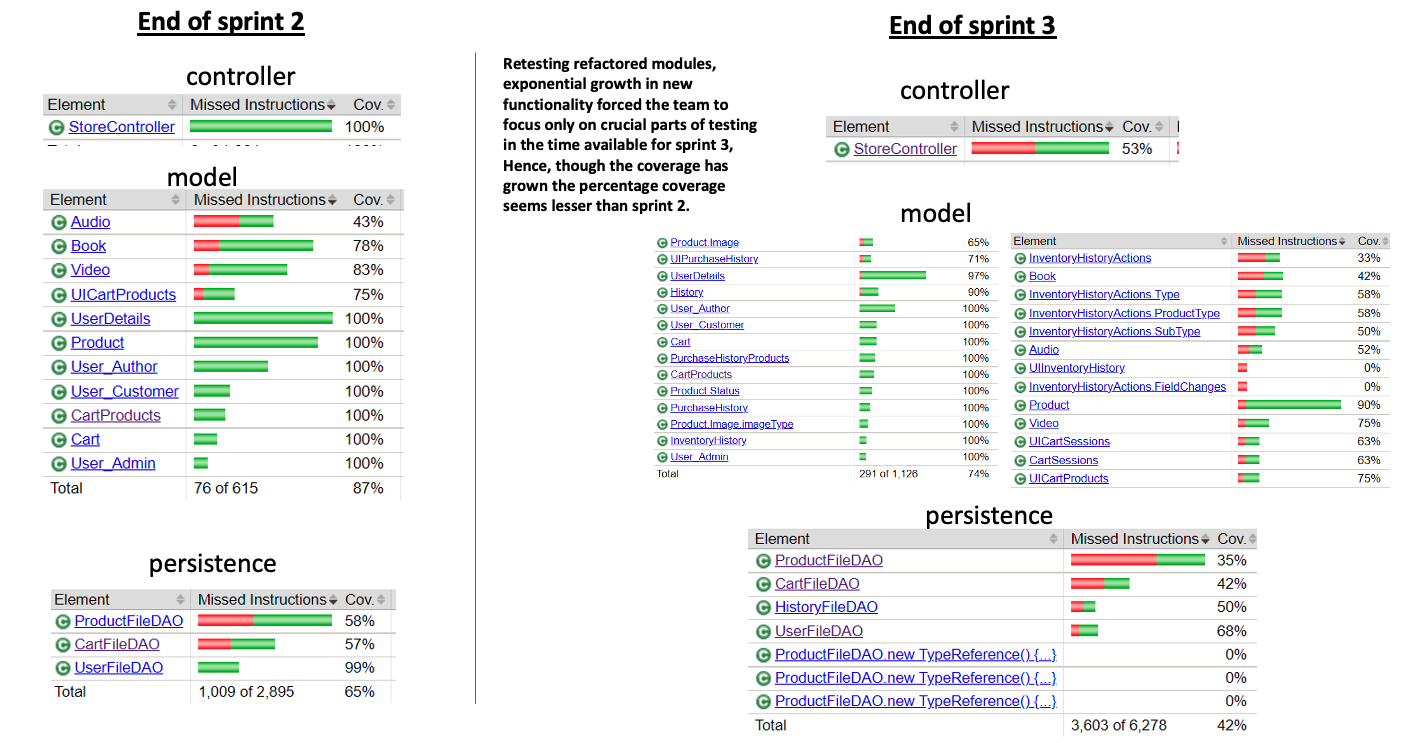 End of sprint 2
controller
Element Missed Instructions Cov.
StoreController 100%
model
Element Missed Instructions Cov.
Audio 43%
Book 78%
Video 83%
UICartProducts 75%
UserDetails 100%
Product 100%
User_Author 100%
User_Customer 100%
CartProducts 100%
Cart 100%
User_Admin 100%
Total 76 of 615 87%
persistence
Element Missed Instructions Cov.
ProductFileDAO 58%
CartFileDAO 57%
UserFileDAO 99%
Total 1,009 of 2,895 65%
End of sprint 3
Retesting refactored modules,
exponential growth in new
functionality forced the team to
focus only on crucial parts of testing
in the time available for sprint 3,
Hence, though the coverage has
grown the percentage coverage
seems lesser than sprint 2.
controller
Element Missed Instructions Cov.
StoreController 53%
model
Product.Image 65%
UIPurchaseHistory 71%
UserDetails 97%
History 90%
User_Author 100%
User_Customer 100%
Cart 100%
PurchaseHistoryProducts 100%
CartProducts 100%
Product.Status 100%
PurchaseHistory 100%
Product.Image.imageType 100%
InventoryHistory 100%
User_Admin 100%
Total 291 of 1,126 74%
Element Missed Instructions Cov.
InventoryHistoryActions 33%
Book 42%
InventoryHistoryActions.Type 58%
InventoryHistoryActions.ProductType 58%
InventoryHistoryActions.SubType 50%
Audio 52%
UIInventoryHistory 0%
InventoryHistoryActions.FieldChanges 0%
Product 90%
Video 75%
UICartSessions 63%
CartSessions 63%
UICartProducts 75%
persistence
Element Missed Instructions Cov.
ProductFileDAO 35%
CartFileDAO 42%
HistoryFileDAO 50%
UserFileDAO 68%
ProductFileDAO.new TypeReference() {...} 0%
ProductFileDAO.new TypeReference() {...} 0%
ProductFileDAO.new TypeReference() {...} 0%
Total 3,603 of 6,278 42%